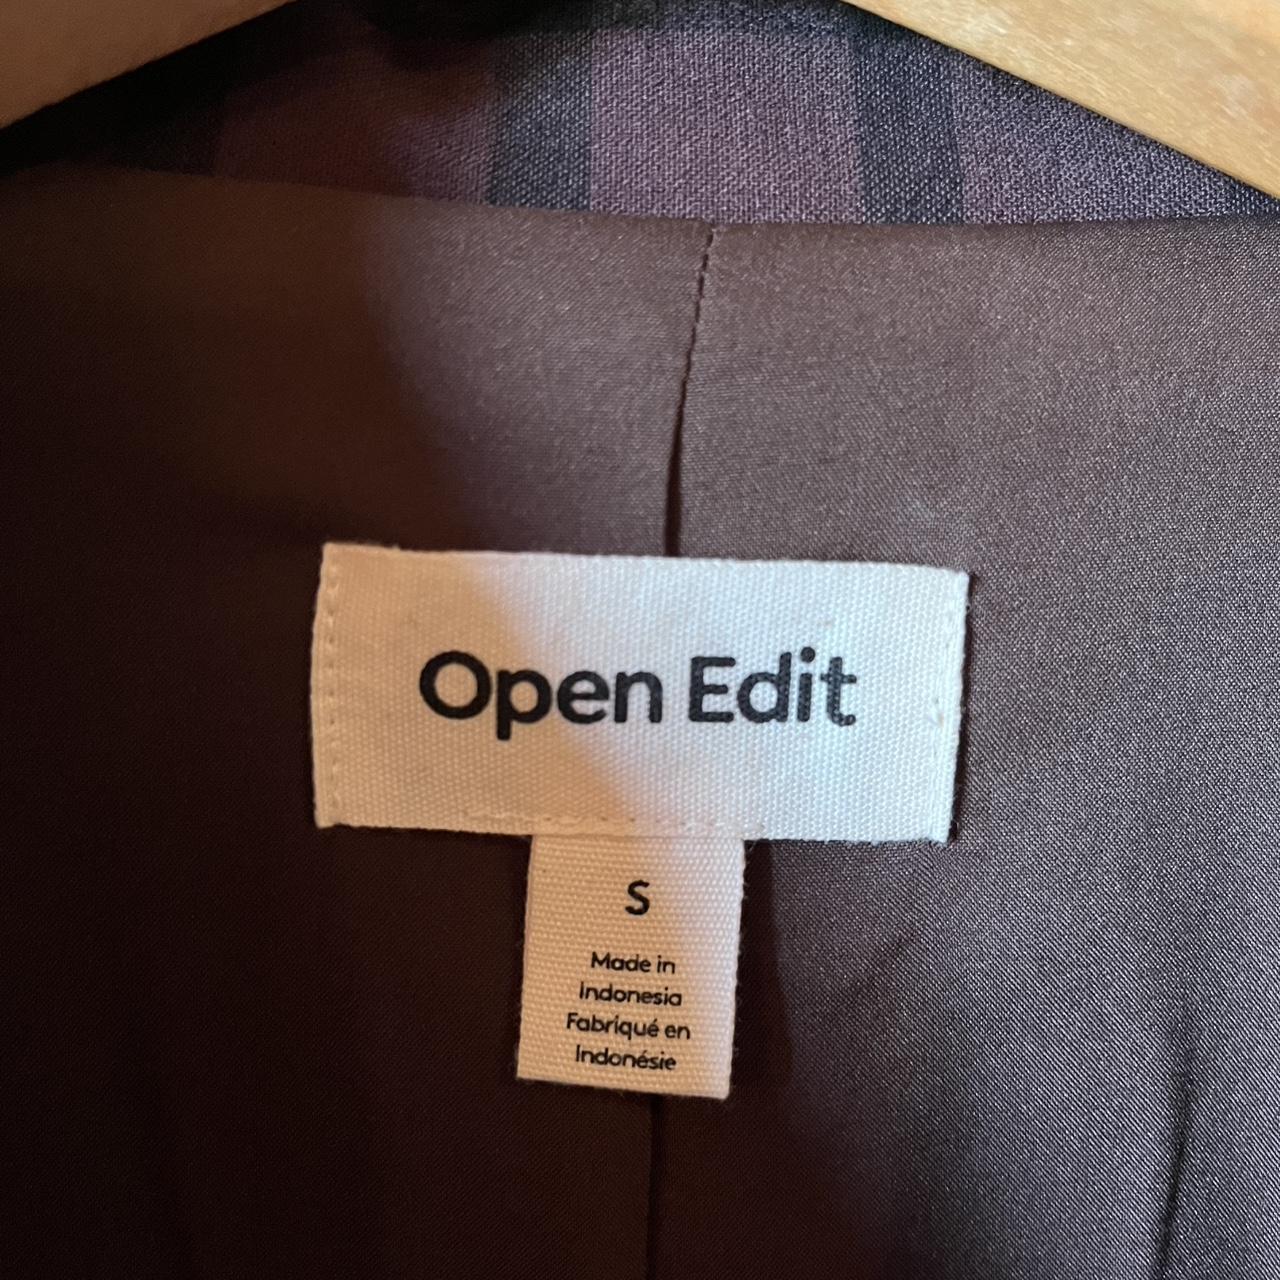 Open Edit
S
Made in
Indonesia
Fabriqué en
Indonésie